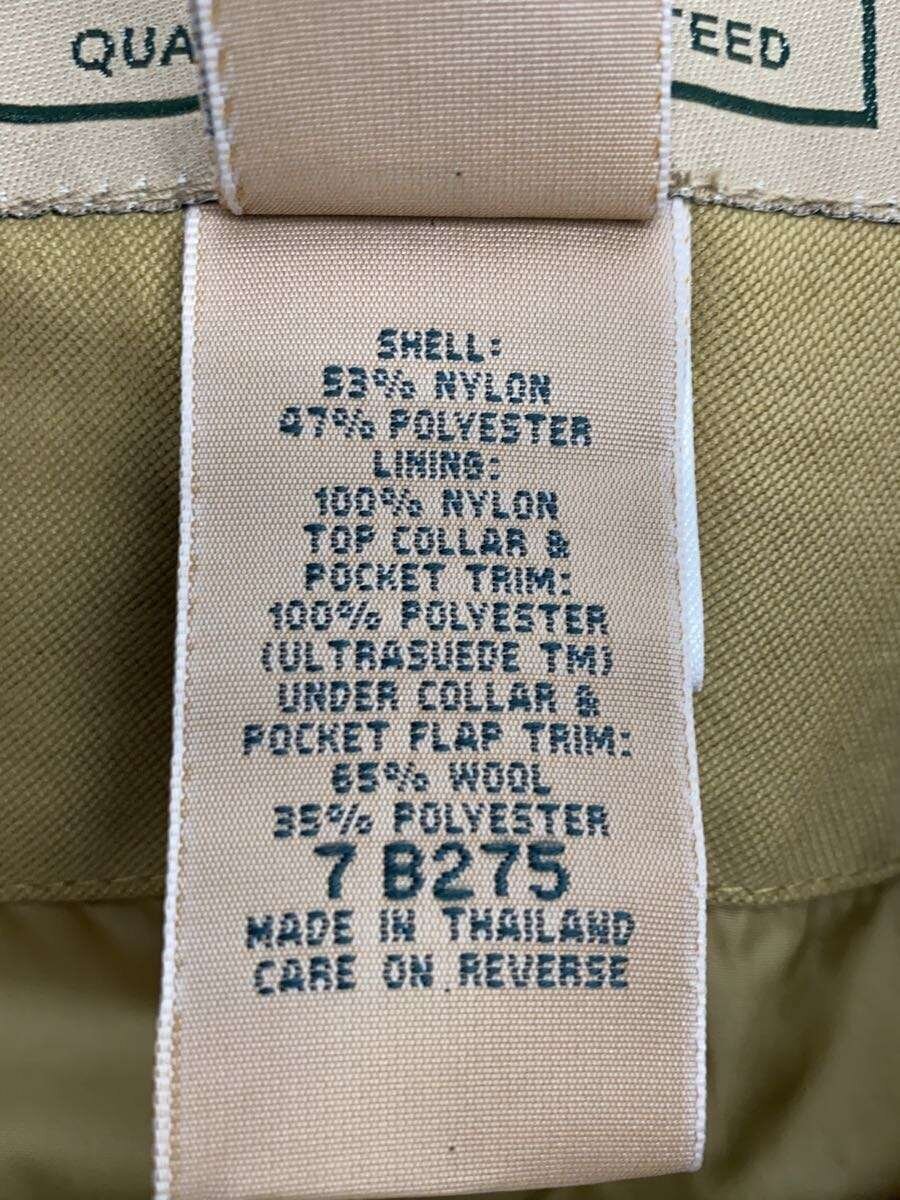 QUA TEED
SHELL:
53% NYLON
47% POLYESTER
LINING:
100% NYLON
TOP COLLAR &
POCKET TRIM:
100% POLYESTER
(ULTRASUEDE TM)
UNDER COLLAR &
POCKET FLAP TRIM:
65% WOOL
35% POLYESTER
7 B275
MADE IN THAILAND
CARE ON REVERSE